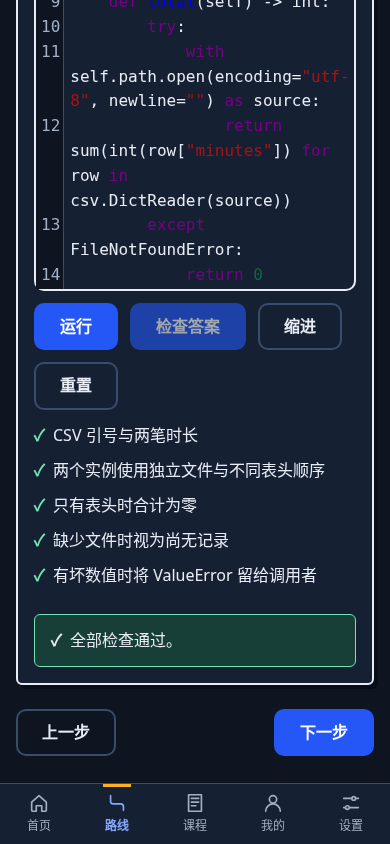 9 def total(self) -> int:
10 try:
11 with
self.path.open(encoding="utf-
8", newline="") as source:
12 return
sum(int(row["minutes"]) for
row in
csv.DictReader(source))
13 except
FileNotFoundError:
14 return 0
运行 检查答案 缩进
重置
✓ CSV 引号与两笔时长
✓ 两个实例使用独立文件与不同表头顺序
✓ 只有表头时合计为零
✓ 缺少文件时视为尚无记录
✓ 有坏数值时将 ValueError 留给调用者
✓ 全部检查通过。
上一步 下一步
首页 路线 课程 我的 设置